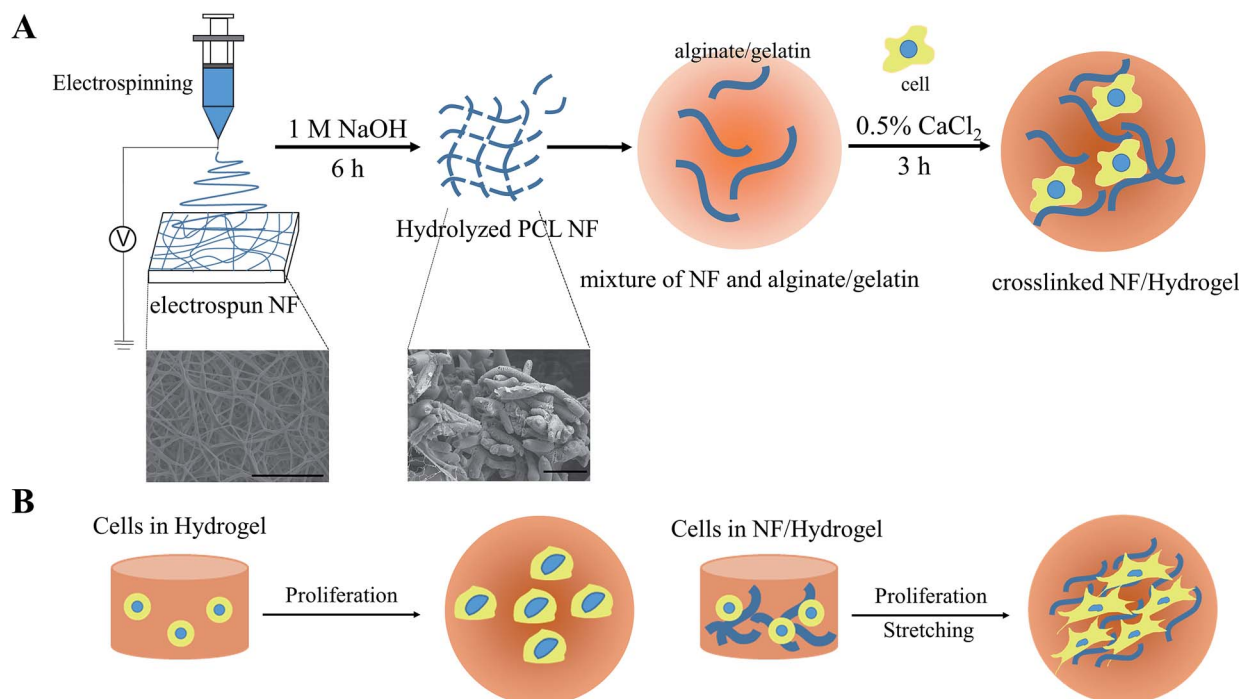 A
Electrospinning
V
electrospun NF
1 M NaOH
6 h
Hydrolyzed PCL NF
alginate/gelatin
mixture of NF and alginate/gelatin
cell
0.5% CaCl₂
3 h
crosslinked NF/Hydrogel
B
Cells in Hydrogel
Proliferation
Cells in NF/Hydrogel
Proliferation
Stretching